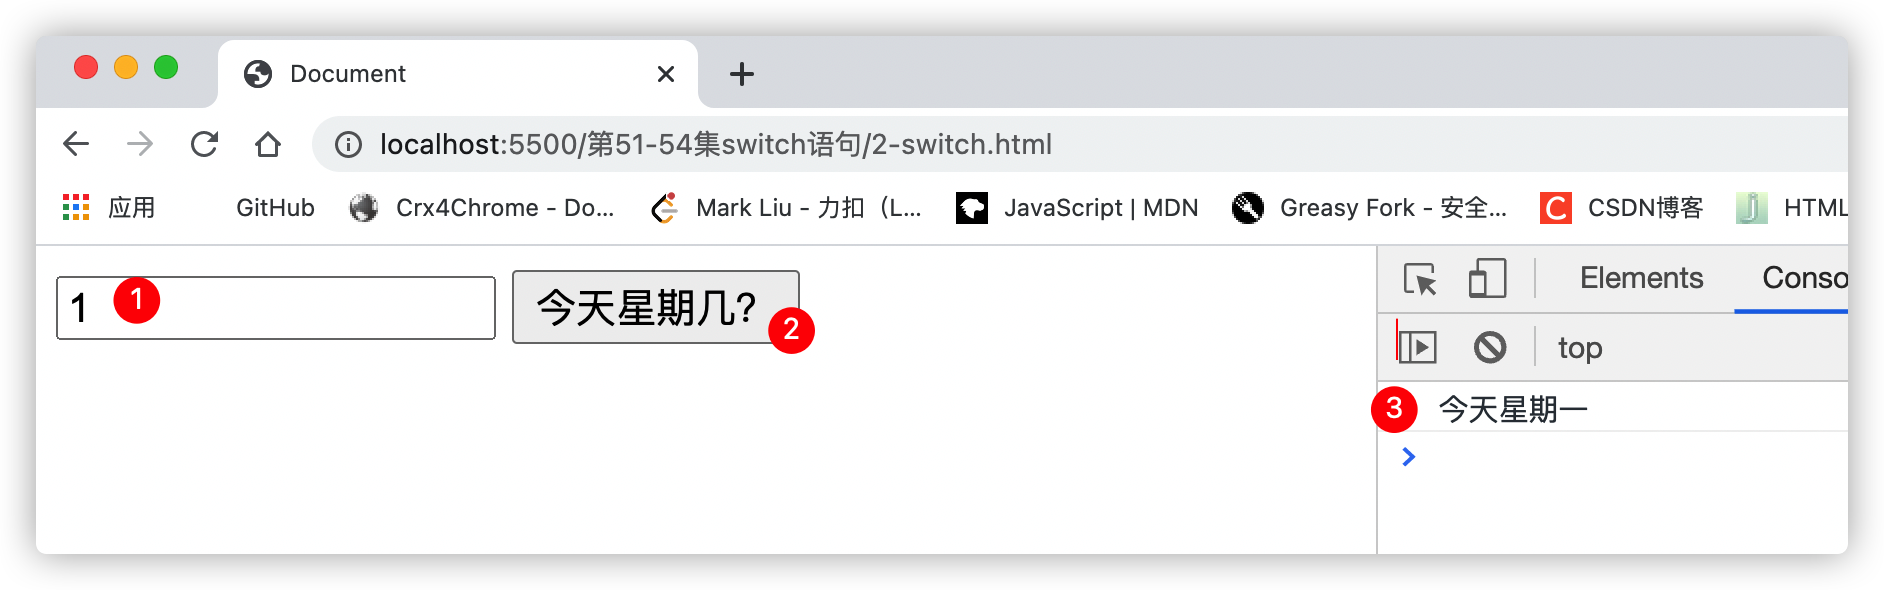 Document
localhost:5500/第51-54集switch语句/2-switch.html
应用 GitHub Crx4Chrome - Do... Mark Liu - 力扣（L... JavaScript | MDN Greasy Fork - 安全... C CSDN博客 j HTML
1 1 今天星期几? 2
Elements Conso
top
3 今天星期一